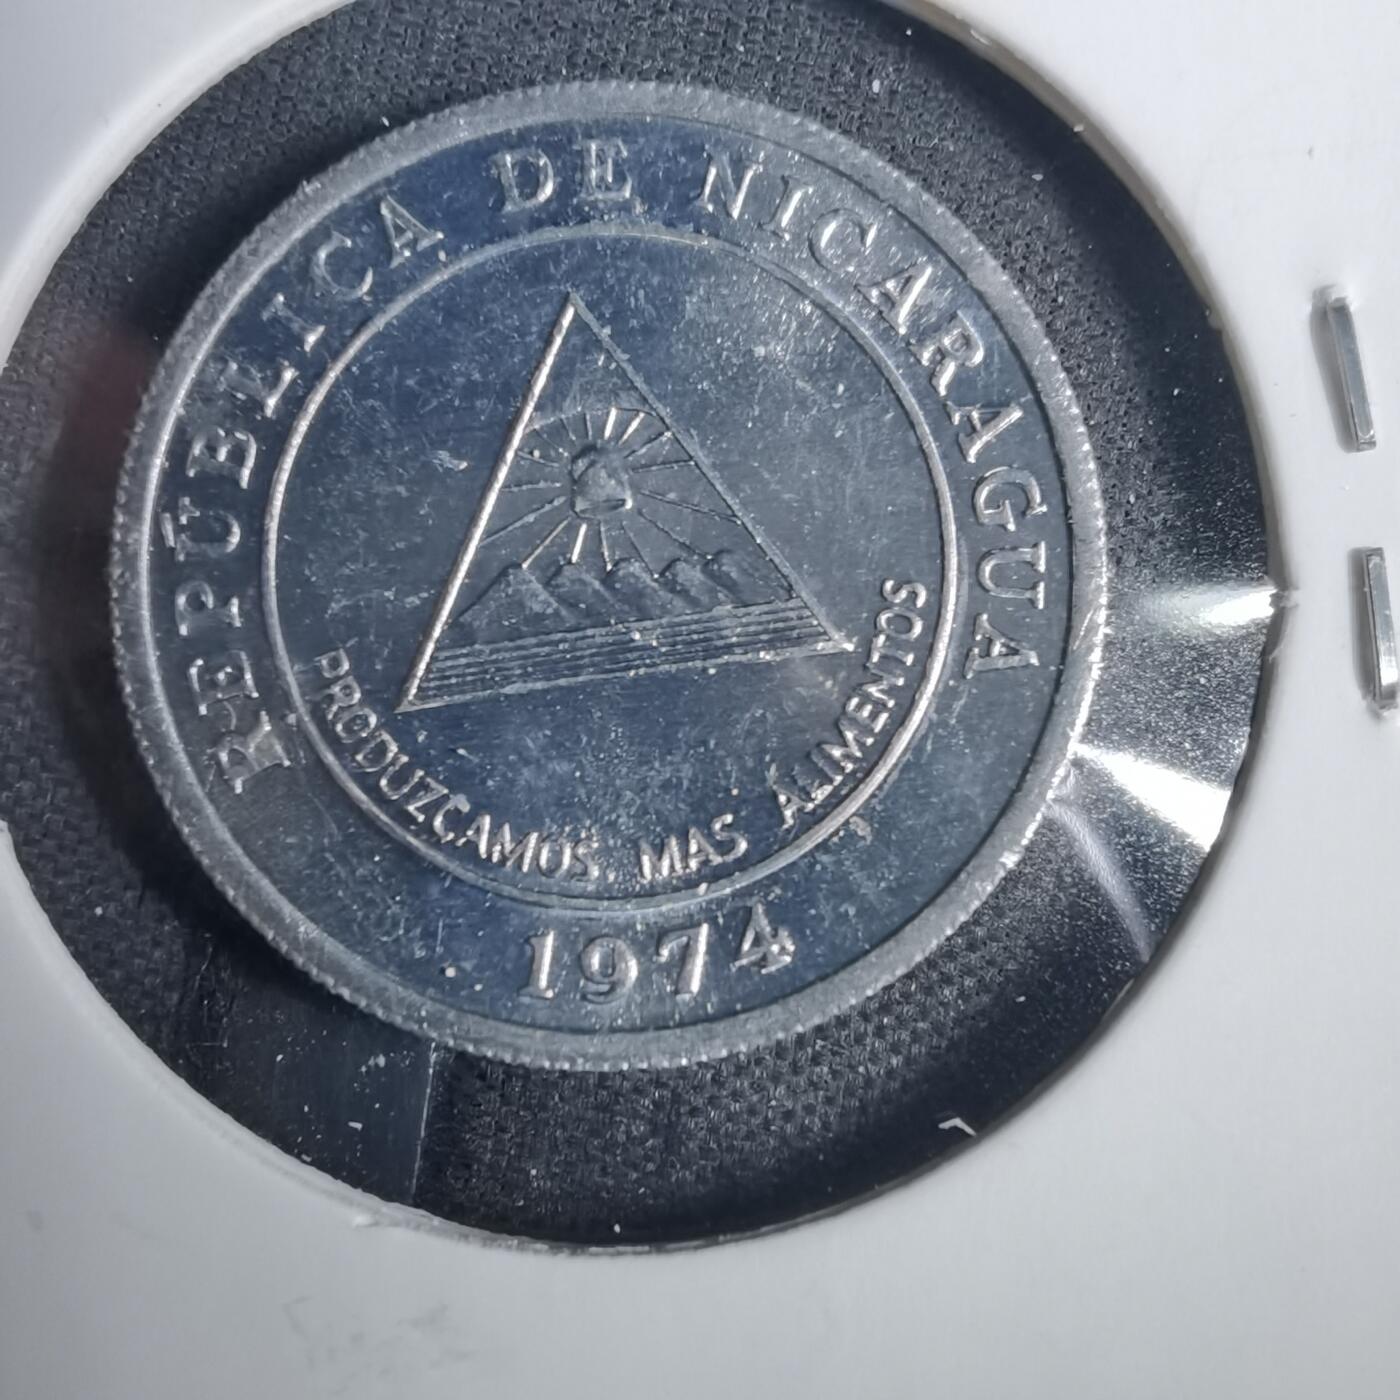 REPÚBLICA DE NICARAGUA
PRODUZCAMOS MAS ALIMENTOS
1974